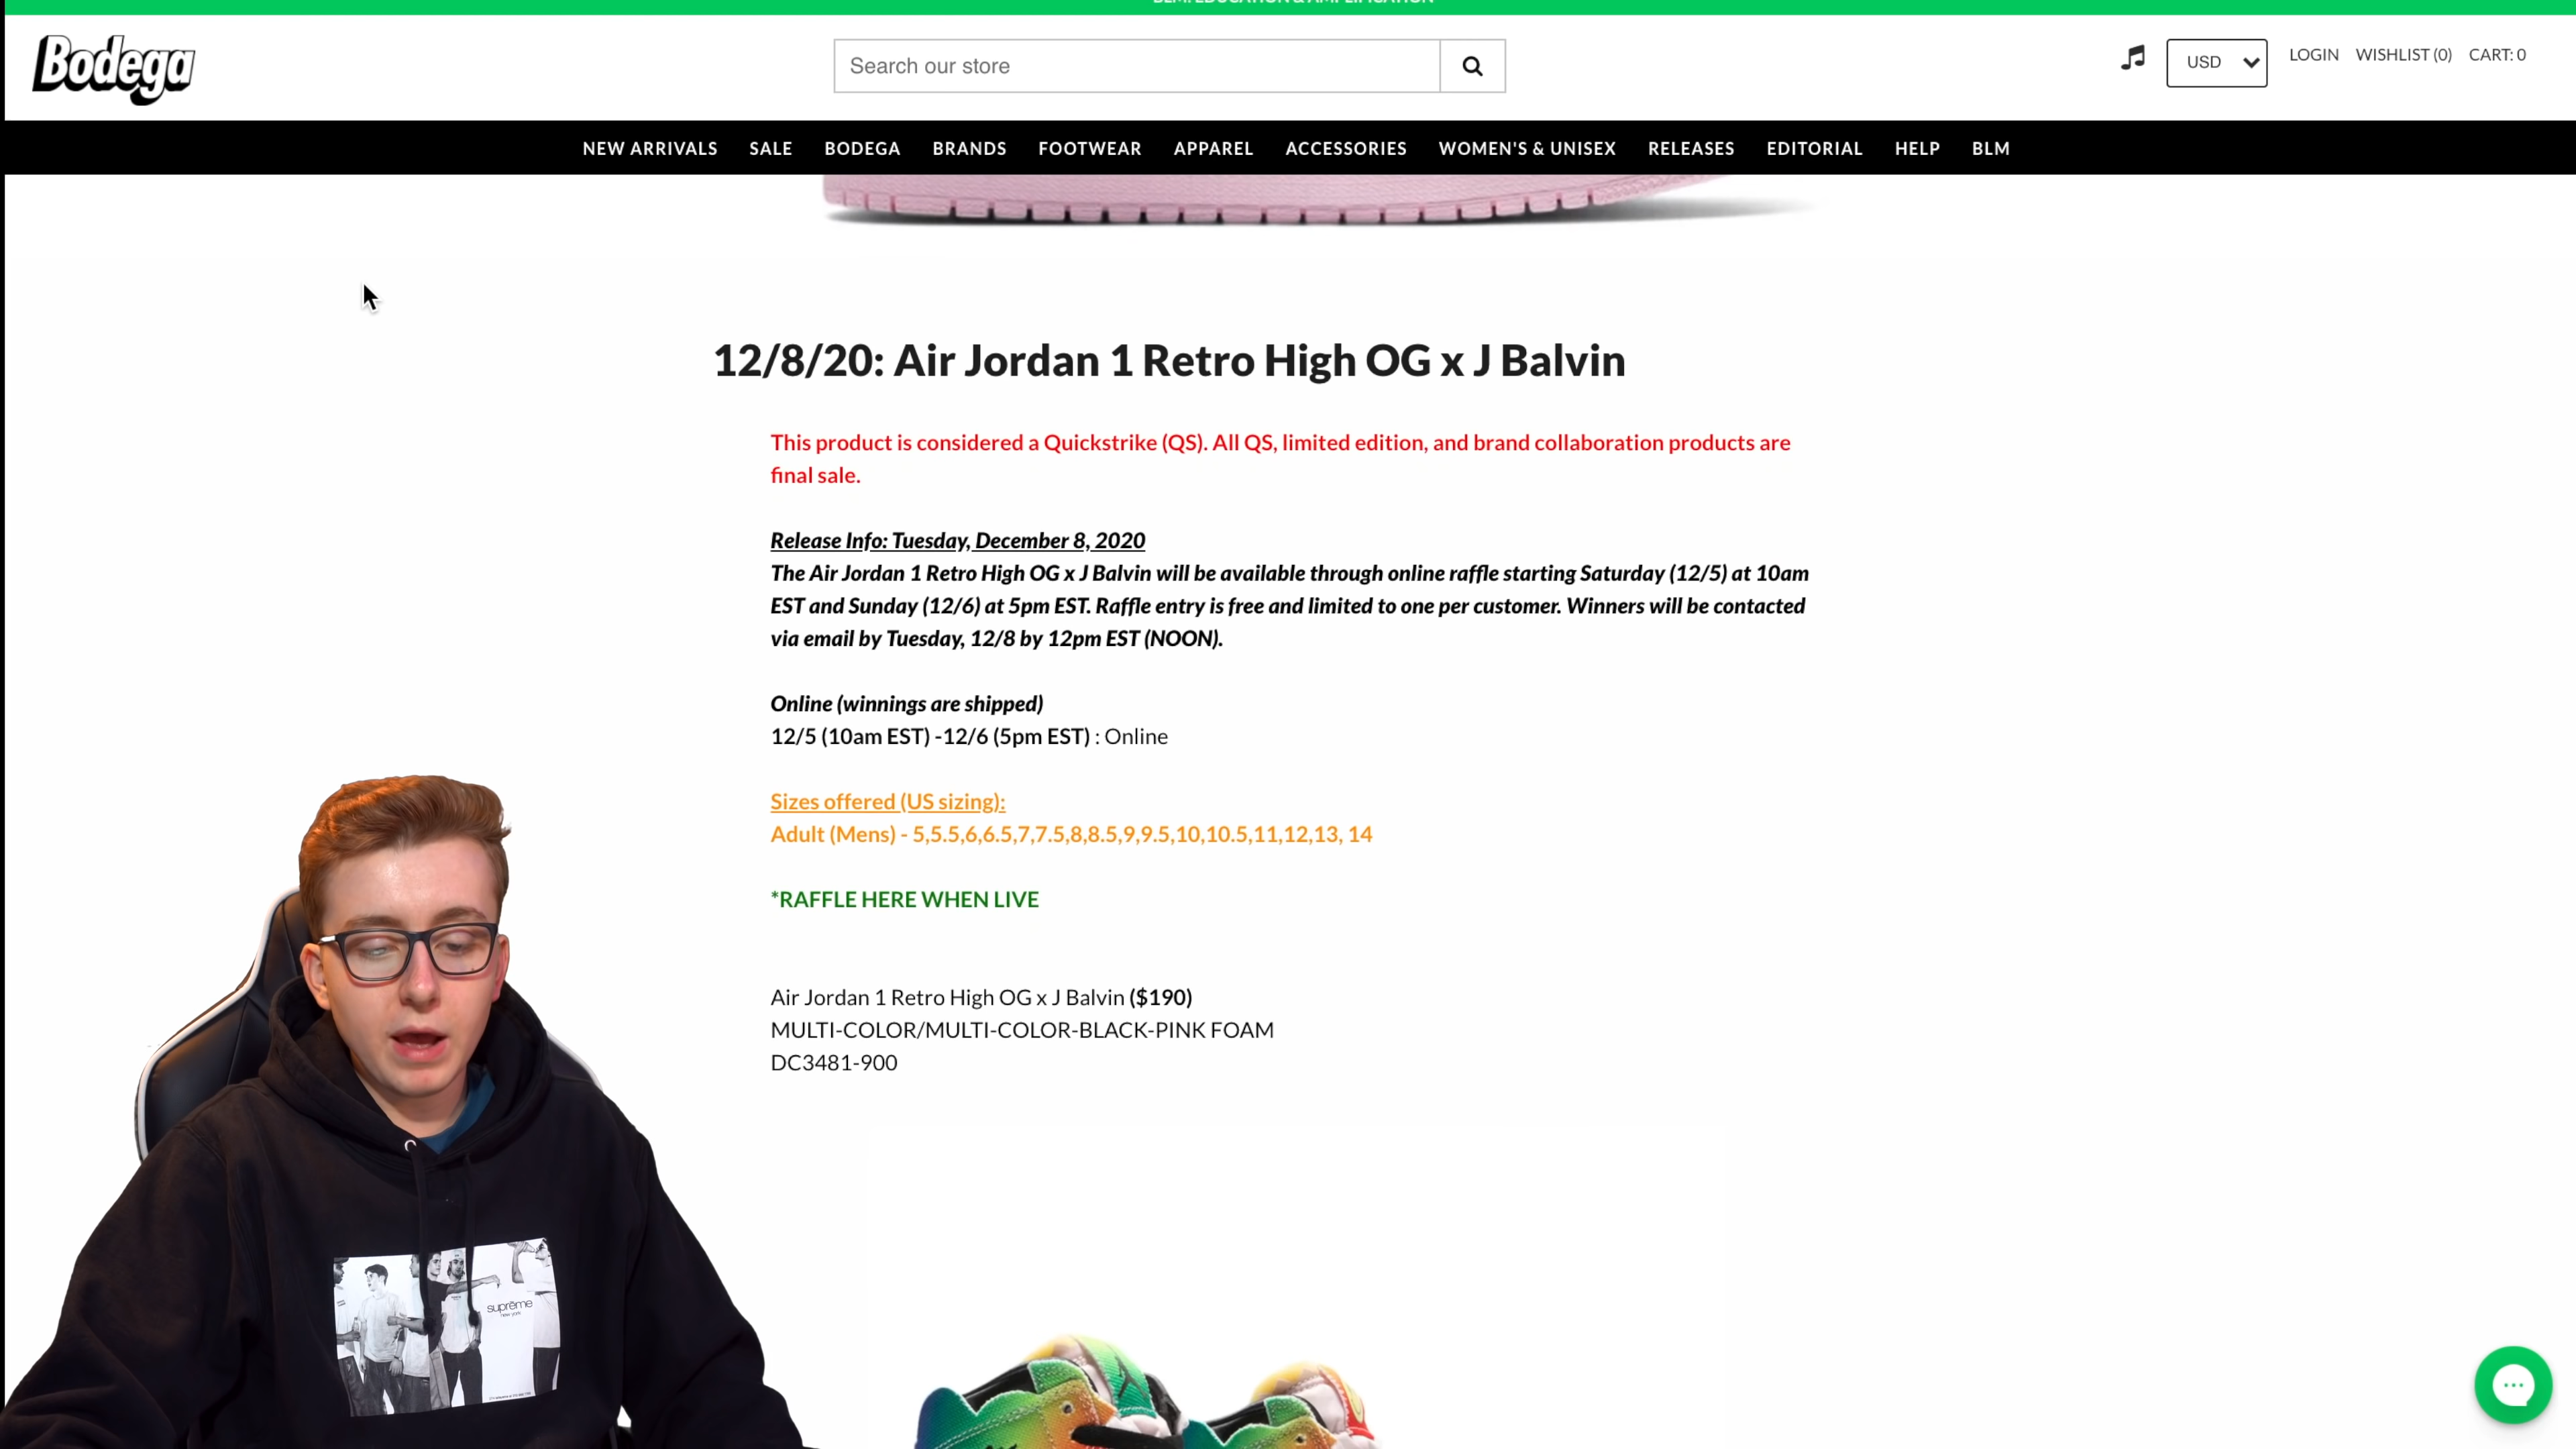 BLM: EDUCATION & AMPLIFICATION
Bodega
Search our store
USD
LOGIN WISHLIST (0) CART: 0
NEW ARRIVALS SALE BODEGA BRANDS FOOTWEAR APPAREL ACCESSORIES WOMEN'S & UNISEX RELEASES EDITORIAL HELP BLM
12/8/20: Air Jordan 1 Retro High OG x J Balvin
This product is considered a Quickstrike (QS). All QS, limited edition, and brand collaboration products are
final sale.
Release Info: Tuesday, December 8, 2020
The Air Jordan 1 Retro High OG x J Balvin will be available through online raffle starting Saturday (12/5) at 10am
EST and Sunday (12/6) at 5pm EST. Raffle entry is free and limited to one per customer. Winners will be contacted
via email by Tuesday, 12/8 by 12pm EST (NOON).
Online (winnings are shipped)
12/5 (10am EST) -12/6 (5pm EST) : Online
Sizes offered (US sizing):
Adult (Mens) - 5,5.5,6,6.5,7,7.5,8,8.5,9,9.5,10,10.5,11,12,13, 14
*RAFFLE HERE WHEN LIVE
Air Jordan 1 Retro High OG x J Balvin ($190)
MULTI-COLOR/MULTI-COLOR-BLACK-PINK FOAM
DC3481-900
suprême
new york